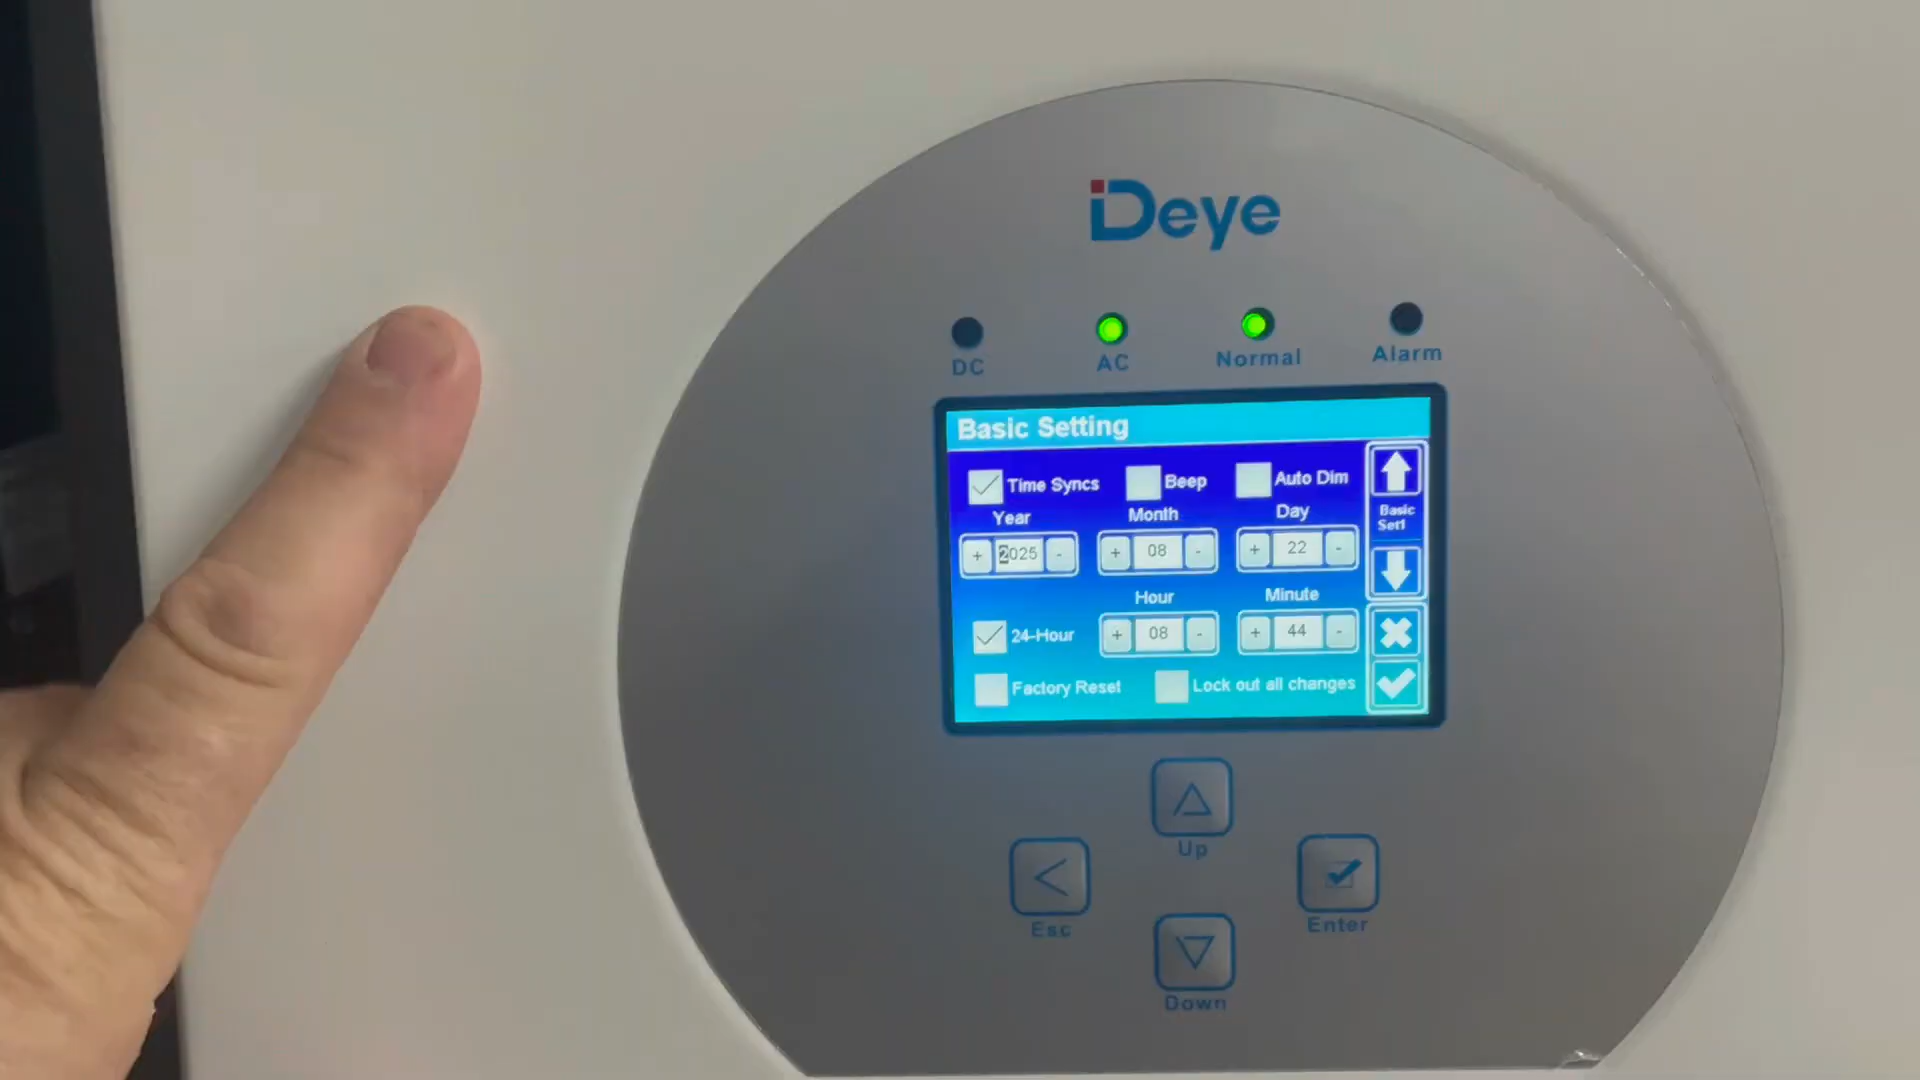 Deye
DC AC Normal Alarm
Basic Setting
Time Syncs Beep Auto Dim
Year Month Day
+ 2025 - + 08 - + 22 -
Basic
Set1
Hour Minute
24-Hour + 08 - + 44 -
Factory Reset Lock out all changes
Up
Esc Enter
Down